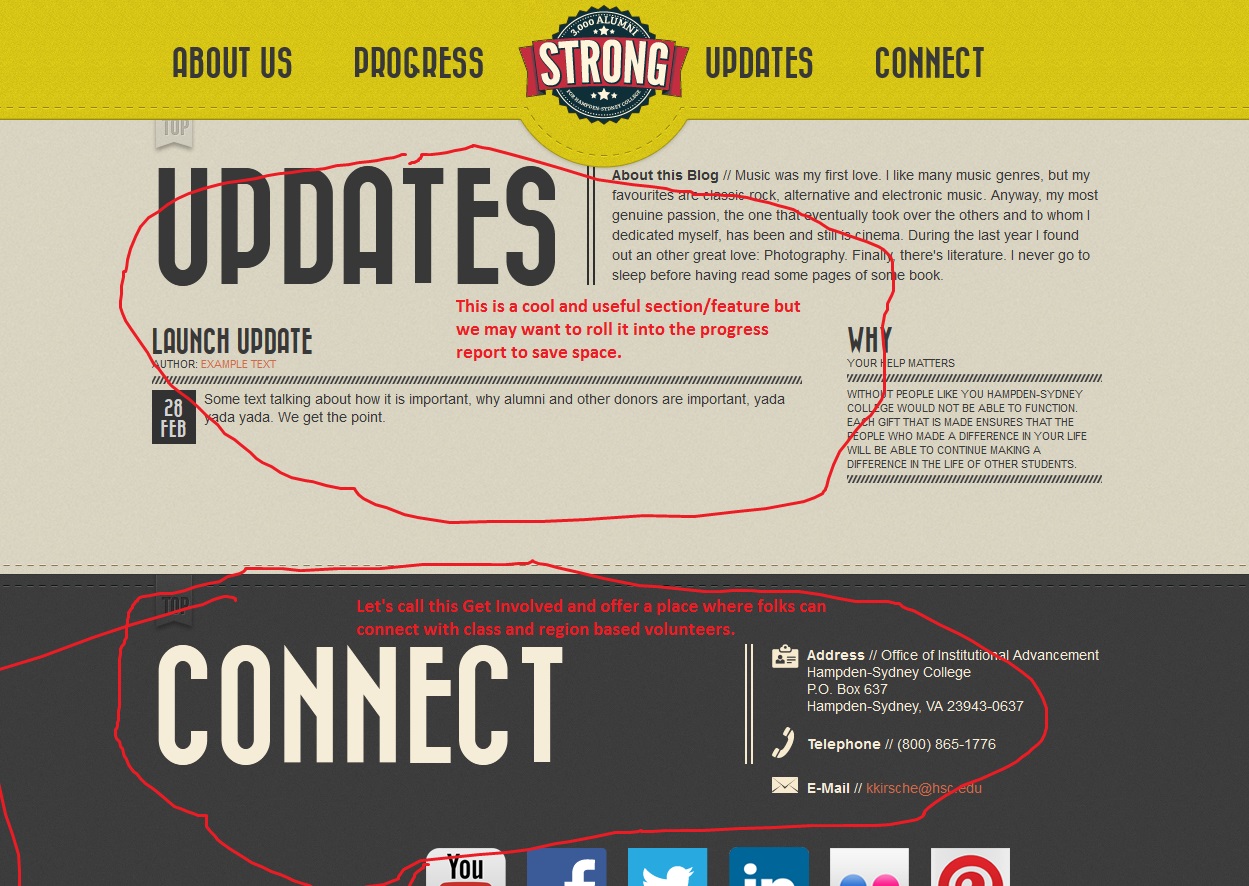 ABOUT US PROGRESS UPDATES CONNECT
3,000 ALUMNI
STRONG
FOR HAMPDEN-SYDNEY COLLEGE
TOP
UPDATES
About this Blog // Music was my first love. I like many music genres, but my
favourites are classic rock, alternative and electronic music. Anyway, my most
genuine passion, the one that eventually took over the others and to whom I
dedicated myself, has been and still is cinema. During the last year I found
out an other great love: Photography. Finally, there's literature. I never go to
sleep before having read some pages of some book.
This is a cool and useful section/feature but
we may want to roll it into the progress
report to save space.
LAUNCH UPDATE
AUTHOR: EXAMPLE TEXT
28
FEB
Some text talking about how it is important, why alumni and other donors are important, yada
yada yada. We get the point.
WHY
YOUR HELP MATTERS
WITHOUT PEOPLE LIKE YOU HAMPDEN-SYDNEY
COLLEGE WOULD NOT BE ABLE TO FUNCTION.
EACH GIFT THAT IS MADE ENSURES THAT THE
PEOPLE WHO MADE A DIFFERENCE IN YOUR LIFE
WILL BE ABLE TO CONTINUE MAKING A
DIFFERENCE IN THE LIFE OF OTHER STUDENTS.
TOP
Let's call this Get Involved and offer a place where folks can
connect with class and region based volunteers.
CONNECT
Address // Office of Institutional Advancement
Hampden-Sydney College
P.O. Box 637
Hampden-Sydney, VA 23943-0637
Telephone // (800) 865-1776
E-Mail // kkirsche@hsc.edu
You
f
in